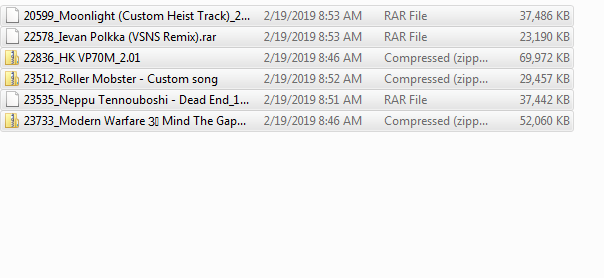 20599_Moonlight (Custom Heist Track)_2... 2/19/2019 8:53 AM RAR File 37,486 KB
22578_Ievan Polkka (VSNS Remix).rar 2/19/2019 8:53 AM RAR File 23,190 KB
22836_HK VP70M_2.01 2/19/2019 8:46 AM Compressed (zipp... 69,972 KB
23512_Roller Mobster - Custom song 2/19/2019 8:52 AM Compressed (zipp... 29,457 KB
23535_Neppu Tennouboshi - Dead End_1... 2/19/2019 8:51 AM RAR File 37,442 KB
23733_Modern Warfare 3 Mind The Gap... 2/19/2019 8:46 AM Compressed (zipp... 52,060 KB